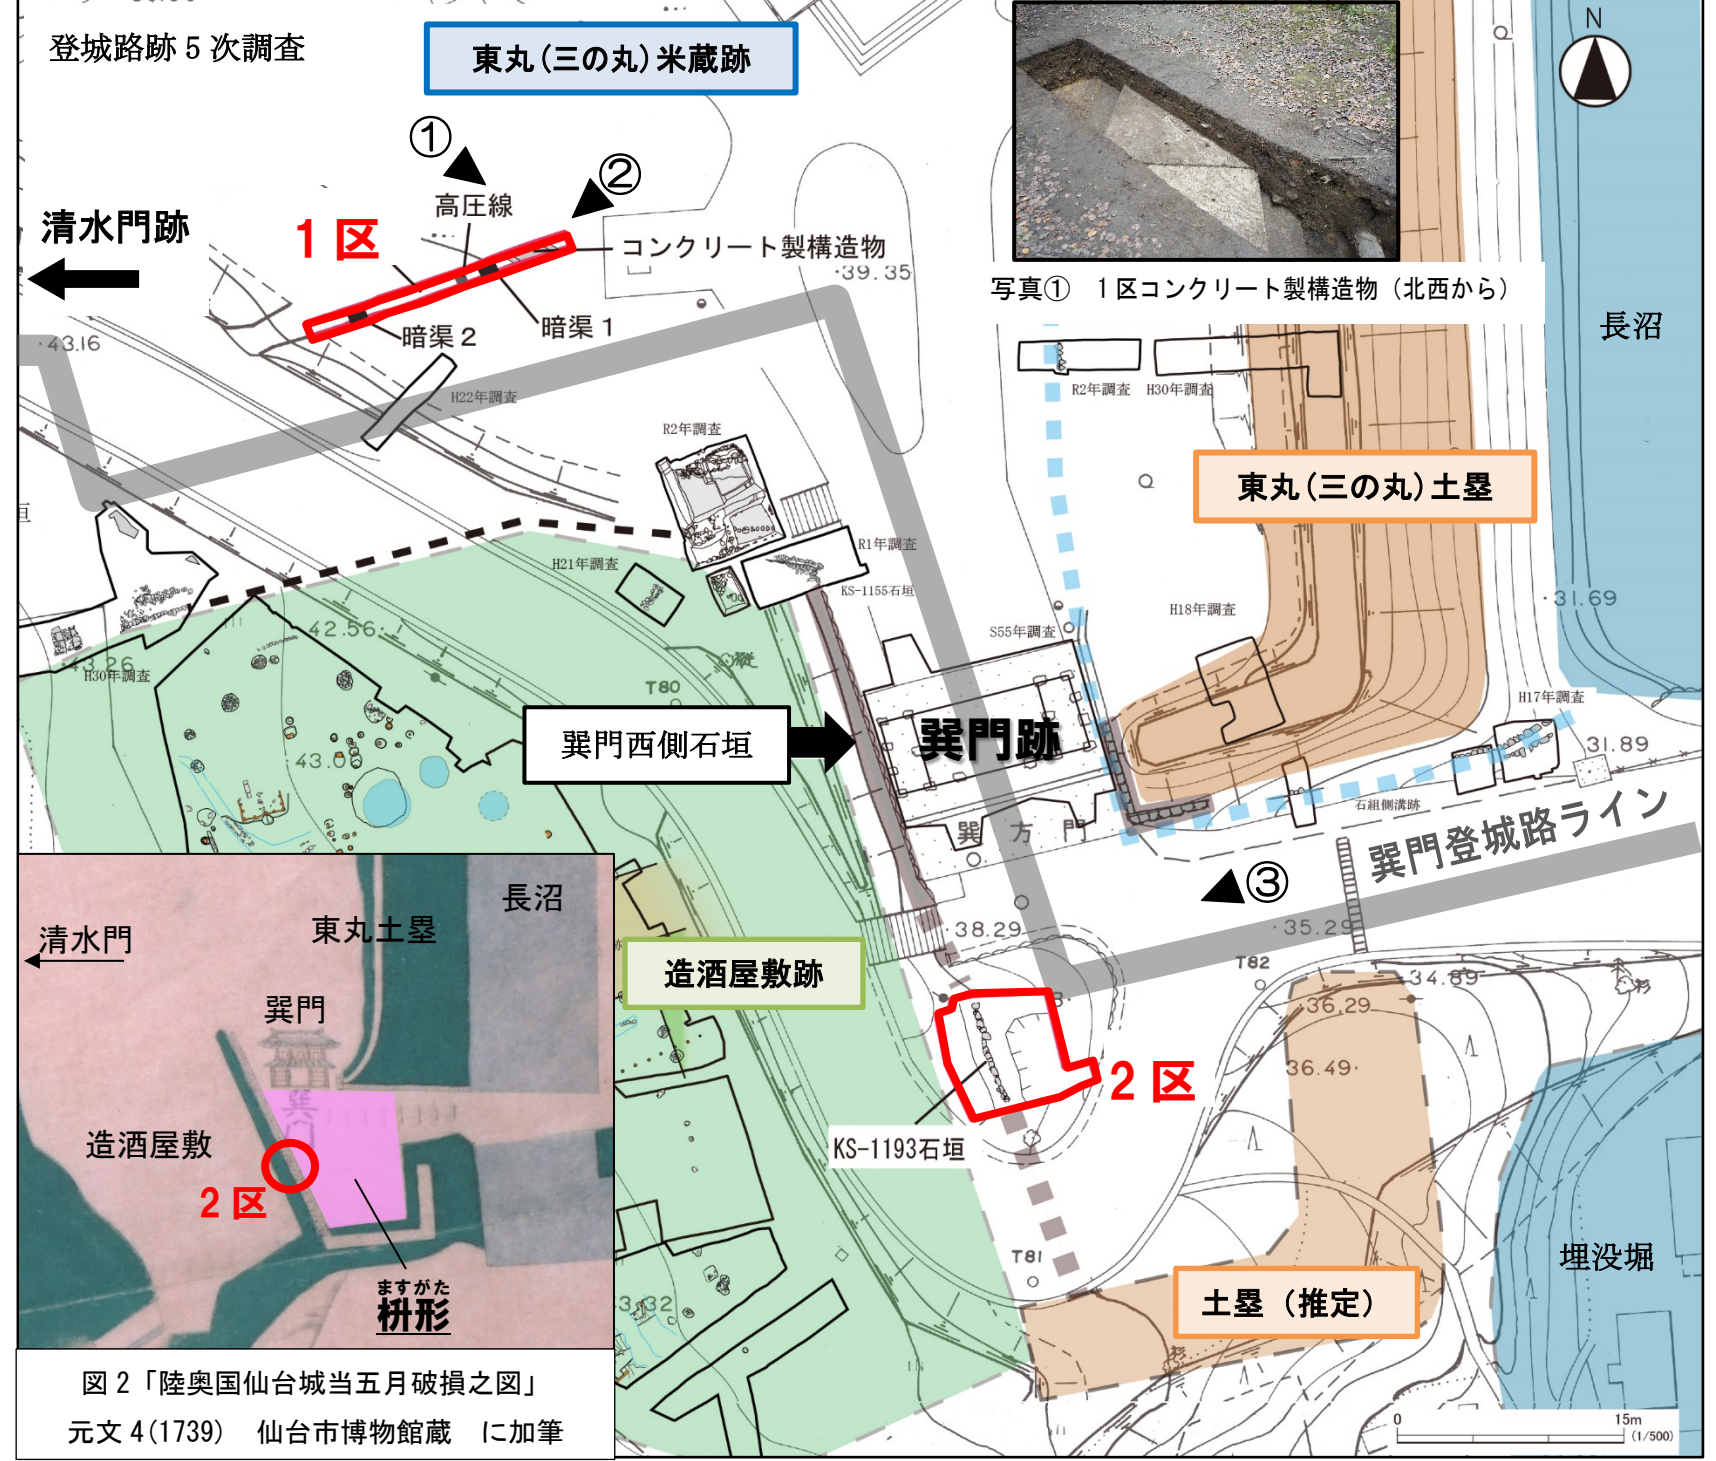 登城路跡５次調査
東丸(三の丸)米蔵跡
N
①
②
高圧線
清水門跡
1区
コンクリート製構造物
・39.35
写真①　1区コンクリート製構造物（北西から）
暗渠1
暗渠2
長沼
・43.16
R2年調査
H30年調査
H22年調査
R2年調査
東丸(三の丸)土塁
垣
R1年調査
H21年調査
KS-1155石垣
・31.69
H18年調査
42.56・
S55年調査
43.26
H30年調査
T80
H17年調査
巽門西側石垣
巽門跡
31.89
・43.0
石組側溝跡
巽方門
巽門登城路ライン
③
・38.29
・35.29
T82
34.89
造酒屋敷跡
36.29
36.49・
2区
KS-1193石垣
T81
埋没堀
土塁（推定）
3.32
0
15m
(1/500)
長沼
東丸土塁
清水門
巽門
巽門
造酒屋敷
2区
ますがた
枡形
図２「陸奥国仙台城当五月破損之図」
元文４(1739)　仙台市博物館蔵　に加筆